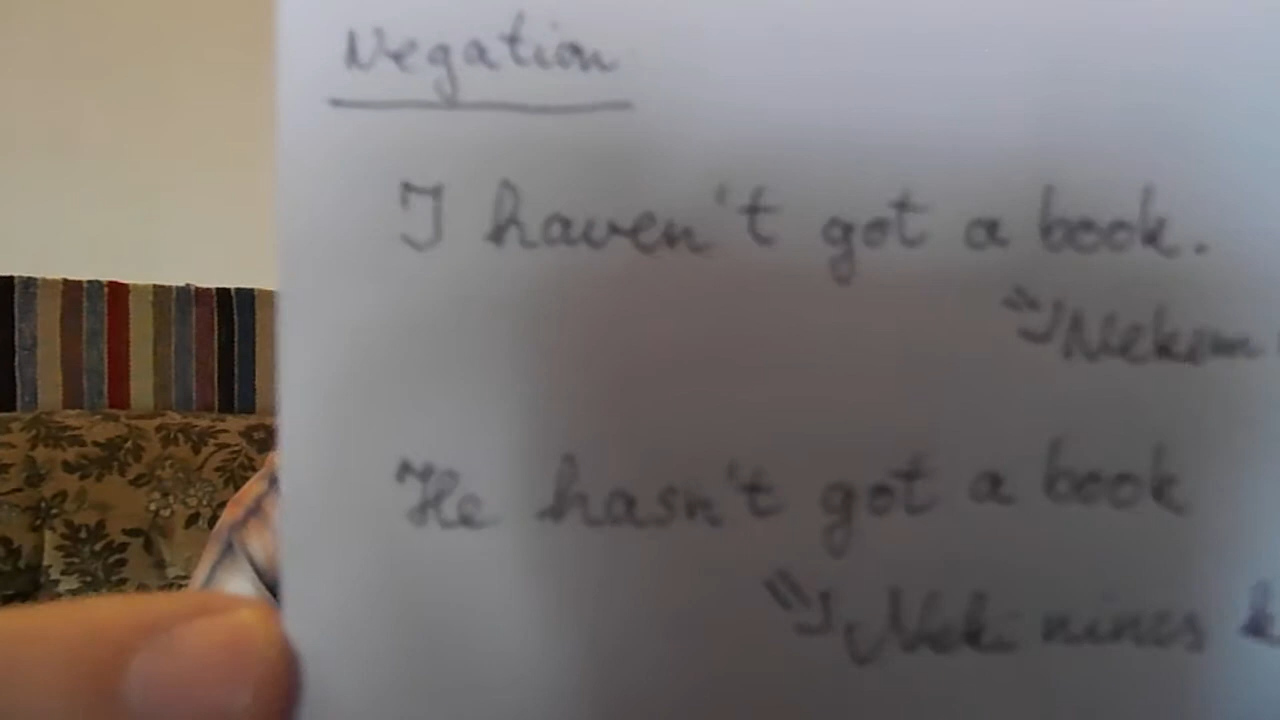 Negation
I haven't got a book.
Nekem
He hasn't got a book
Neki nincs